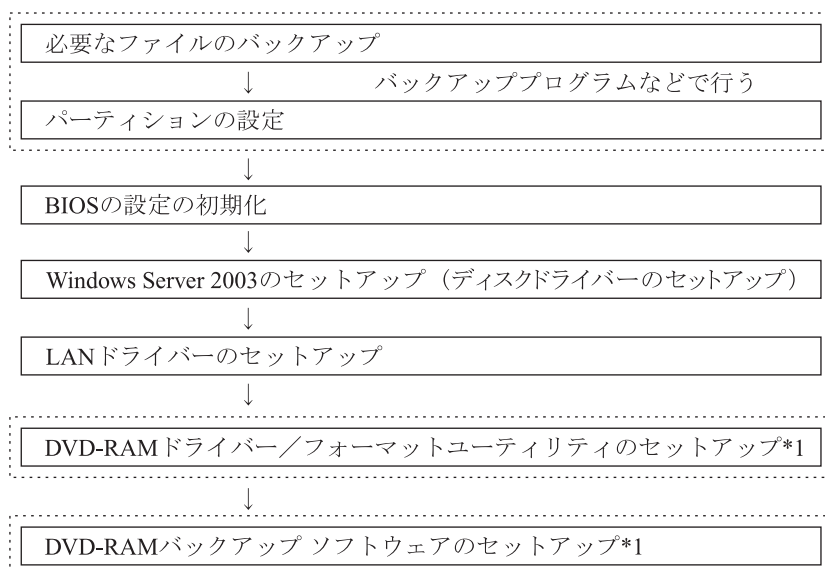 必要なファイルのバックアップ
↓ バックアッププログラムなどで行う
パーティションの設定
↓
BIOSの設定の初期化
↓
Windows Server 2003のセットアップ（ディスクドライバーのセットアップ）
↓
LANドライバーのセットアップ
↓
DVD-RAMドライバー／フォーマットユーティリティのセットアップ*1
↓
DVD-RAMバックアップ ソフトウェアのセットアップ*1